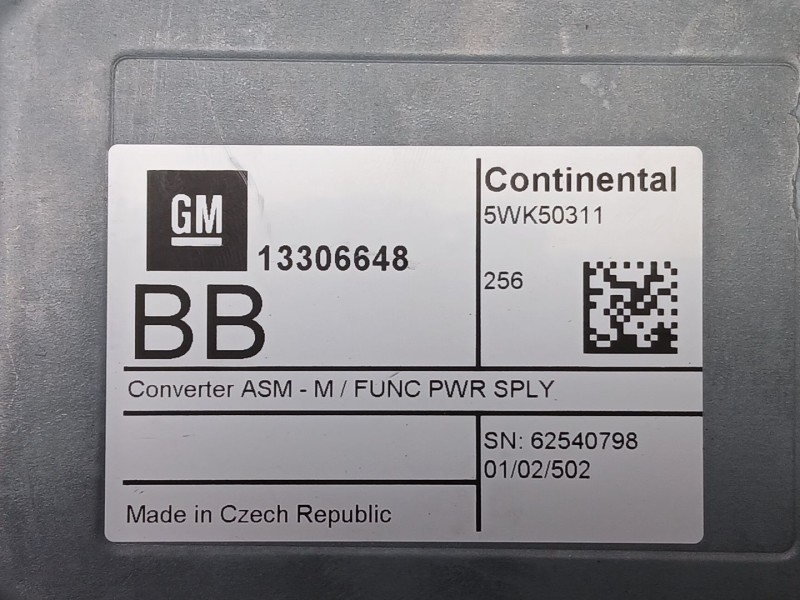 GM
13306648
BB
Continental
5WK50311
256
Converter ASM - M / FUNC PWR SPLY
SN: 62540798
01/02/502
Made in Czech Republic